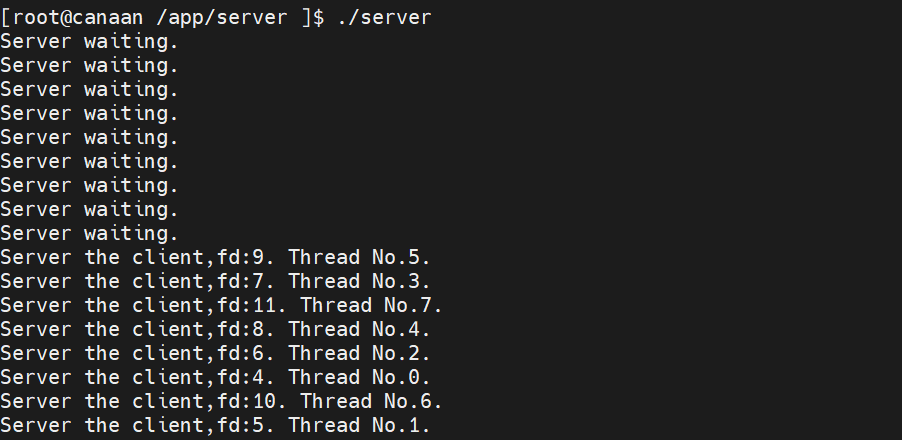 [root@canaan /app/server ]$ ./server
Server waiting.
Server waiting.
Server waiting.
Server waiting.
Server waiting.
Server waiting.
Server waiting.
Server waiting.
Server waiting.
Server the client,fd:9. Thread No.5.
Server the client,fd:7. Thread No.3.
Server the client,fd:11. Thread No.7.
Server the client,fd:8. Thread No.4.
Server the client,fd:6. Thread No.2.
Server the client,fd:4. Thread No.0.
Server the client,fd:10. Thread No.6.
Server the client,fd:5. Thread No.1.